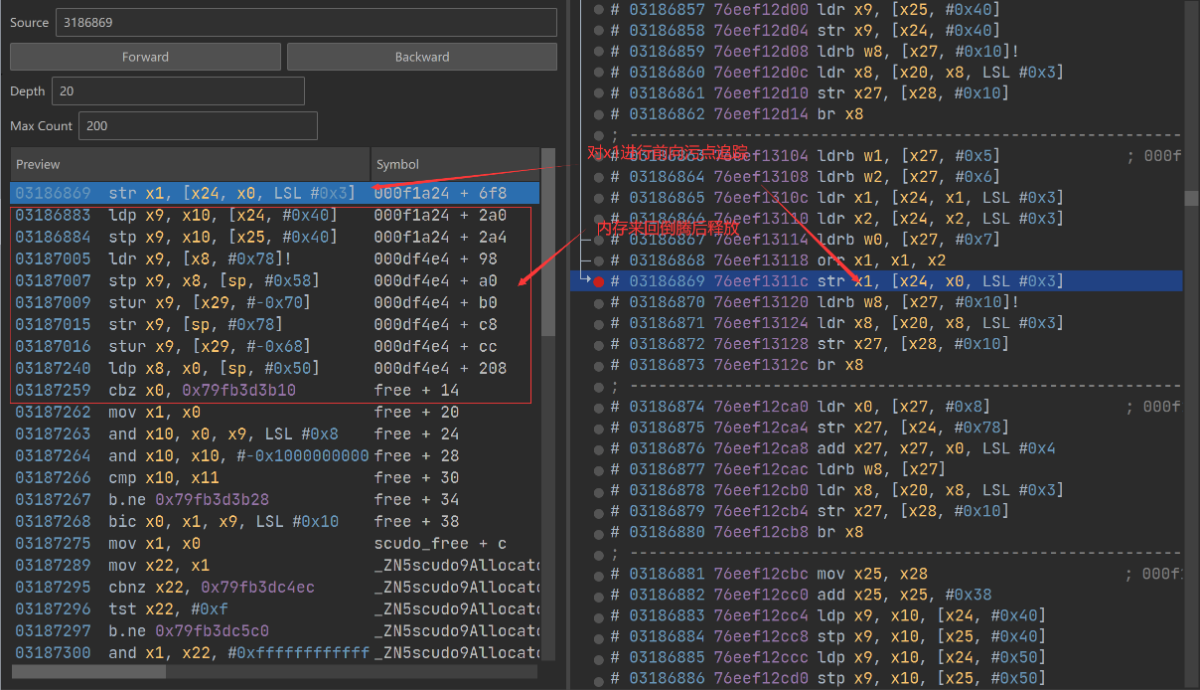 Source 3186869
Forward Backward
Depth 20
Max Count 200
Preview Symbol
03186869 str x1, [x24, x0, LSL #0x3] 000f1a24 + 6f8
03186883 ldp x9, x10, [x24, #0x40] 000f1a24 + 2a0
03186884 stp x9, x10, [x25, #0x40] 000f1a24 + 2a4
03187005 ldr x9, [x8, #0x78]! 000df4e4 + 98
03187007 stp x9, x8, [sp, #0x58] 000df4e4 + a0
03187009 stur x9, [x29, #-0x70] 000df4e4 + b0
03187015 str x9, [sp, #0x78] 000df4e4 + c8
03187016 stur x9, [x29, #-0x68] 000df4e4 + cc
03187240 ldp x8, x0, [sp, #0x50] 000df4e4 + 208
03187259 cbz x0, 0x79fb3d3b10 free + 14
03187262 mov x1, x0 free + 20
03187263 and x10, x0, x9, LSL #0x8 free + 24
03187264 and x10, x10, #-0x1000000000 free + 28
03187266 cmp x10, x11 free + 30
03187267 b.ne 0x79fb3d3b28 free + 34
03187268 bic x0, x1, x9, LSL #0x10 free + 38
03187275 mov x1, x0 scudo_free + c
03187289 mov x22, x1 _ZN5scudo9Allocato
03187295 cbnz x22, 0x79fb3dc4ec _ZN5scudo9Allocato
03187296 tst x22, #0xf _ZN5scudo9Allocato
03187297 b.ne 0x79fb3dc5c0 _ZN5scudo9Allocato
03187300 and x1, x22, #0xffffffffffff _ZN5scudo9Allocato
# 03186857 76eef12d00 ldr x9, [x25, #0x40]
# 03186858 76eef12d04 str x9, [x24, #0x40]
# 03186859 76eef12d08 ldrb w8, [x27, #0x10]!
# 03186860 76eef12d0c ldr x8, [x20, x8, LSL #0x3]
# 03186861 76eef12d10 str x27, [x28, #0x10]
# 03186862 76eef12d14 br x8
; ----------------------------------------------------
对x1进行前向污点追踪
# 03186863 76eef13104 ldrb w1, [x27, #0x5] ; 000f
# 03186864 76eef13108 ldrb w2, [x27, #0x6]
# 03186865 76eef1310c ldr x1, [x24, x1, LSL #0x3]
# 03186866 76eef13110 ldr x2, [x24, x2, LSL #0x3]
内存来回倒腾后释放
# 03186867 76eef13114 ldrb w0, [x27, #0x7]
# 03186868 76eef13118 orr x1, x1, x2
# 03186869 76eef1311c str x1, [x24, x0, LSL #0x3]
# 03186870 76eef13120 ldrb w8, [x27, #0x10]!
# 03186871 76eef13124 ldr x8, [x20, x8, LSL #0x3]
# 03186872 76eef13128 str x27, [x28, #0x10]
# 03186873 76eef1312c br x8
; ----------------------------------------------------
# 03186874 76eef12ca0 ldr x0, [x27, #0x8] ; 000f
# 03186875 76eef12ca4 str x27, [x24, #0x78]
# 03186876 76eef12ca8 add x27, x27, x0, LSL #0x4
# 03186877 76eef12cac ldrb w8, [x27]
# 03186878 76eef12cb0 ldr x8, [x20, x8, LSL #0x3]
# 03186879 76eef12cb4 str x27, [x28, #0x10]
# 03186880 76eef12cb8 br x8
; ----------------------------------------------------
# 03186881 76eef12cbc mov x25, x28 ; 000f1
# 03186882 76eef12cc0 add x25, x25, #0x38
# 03186883 76eef12cc4 ldp x9, x10, [x24, #0x40]
# 03186884 76eef12cc8 stp x9, x10, [x25, #0x40]
# 03186885 76eef12ccc ldp x9, x10, [x24, #0x50]
# 03186886 76eef12cd0 stp x9, x10, [x25, #0x50]